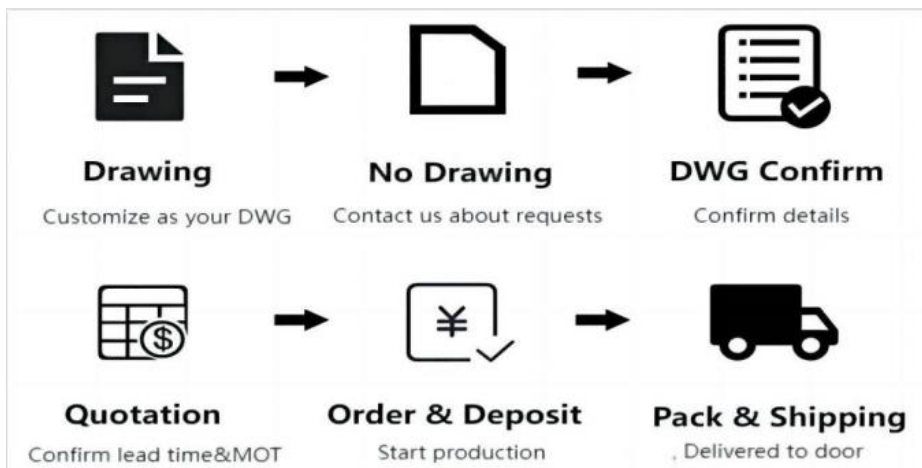 Drawing
No Drawing
DWG Confirm
Customize as your DWG
Contact us about requests
Confirm details
$
¥
Quotation
Order & Deposit
Pack & Shipping
Confirm lead time&MOT
Start production
, Delivered to door